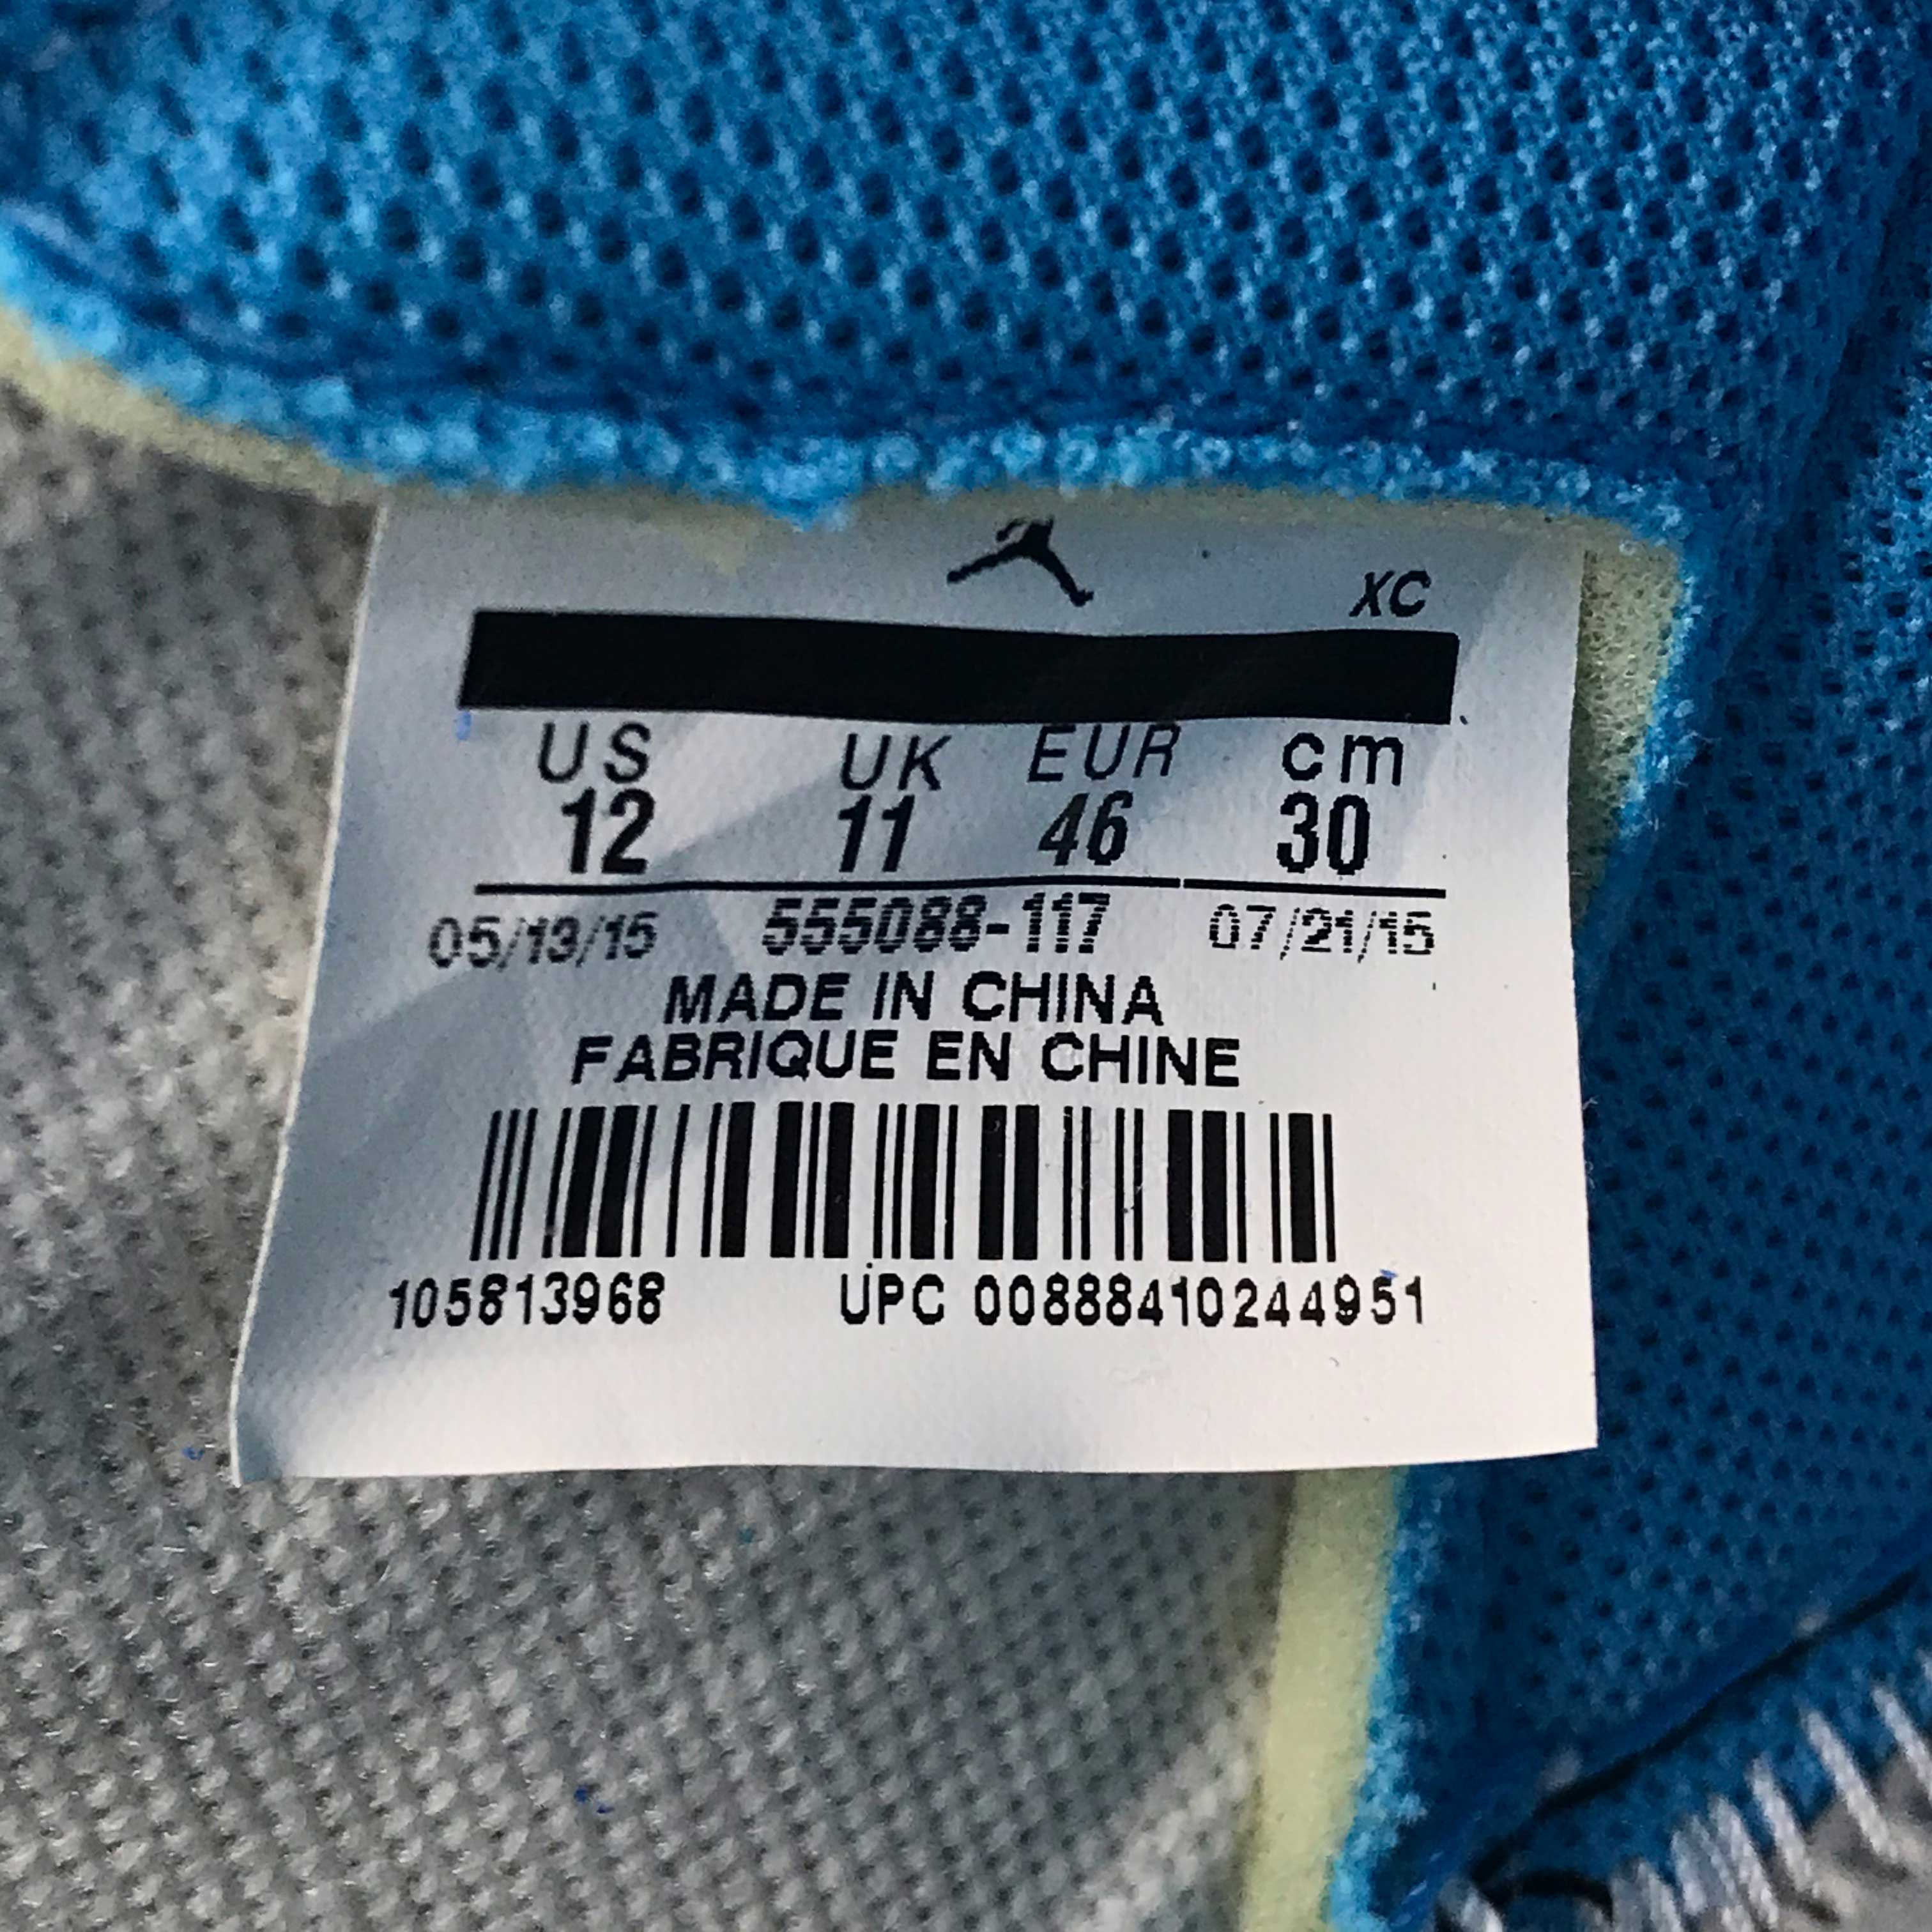 XC
US UK EUR cm
12 11 46 30
05/13/15 555088-117 07/21/15
MADE IN CHINA
FABRIQUE EN CHINE
105813968 UPC 00888410244951